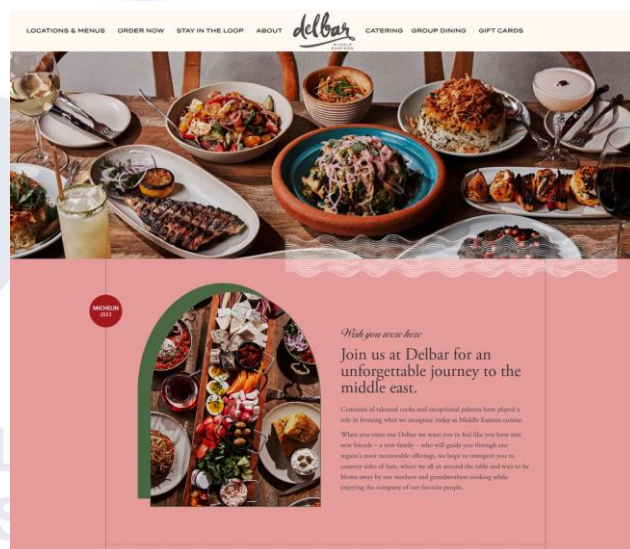 LOCATIONS & MENUS
ORDER NOW
STAY IN THE LOOP
ABOUT
delbar
MIDDLE
EASTERN
CATERING
GROUP DINING
GIFT CARDS
MICHELIN
2023
Wish you were here
Join us at Delbar for an
unforgettable journey to the
middle east.
Centuries of talented cooks and exceptional palettes have played a
role in forming what we recognize today as Middle Eastern cuisine.
When you enter our Delbar we want you to feel like you have met
new friends – a new family – who will guide you through our
region's most memorable offerings, we hope to transport you to
country sides of Iran, where we all sit around the table and wait to be
blown away by our mothers and grandmothers cooking while
enjoying the company of our favorite people.